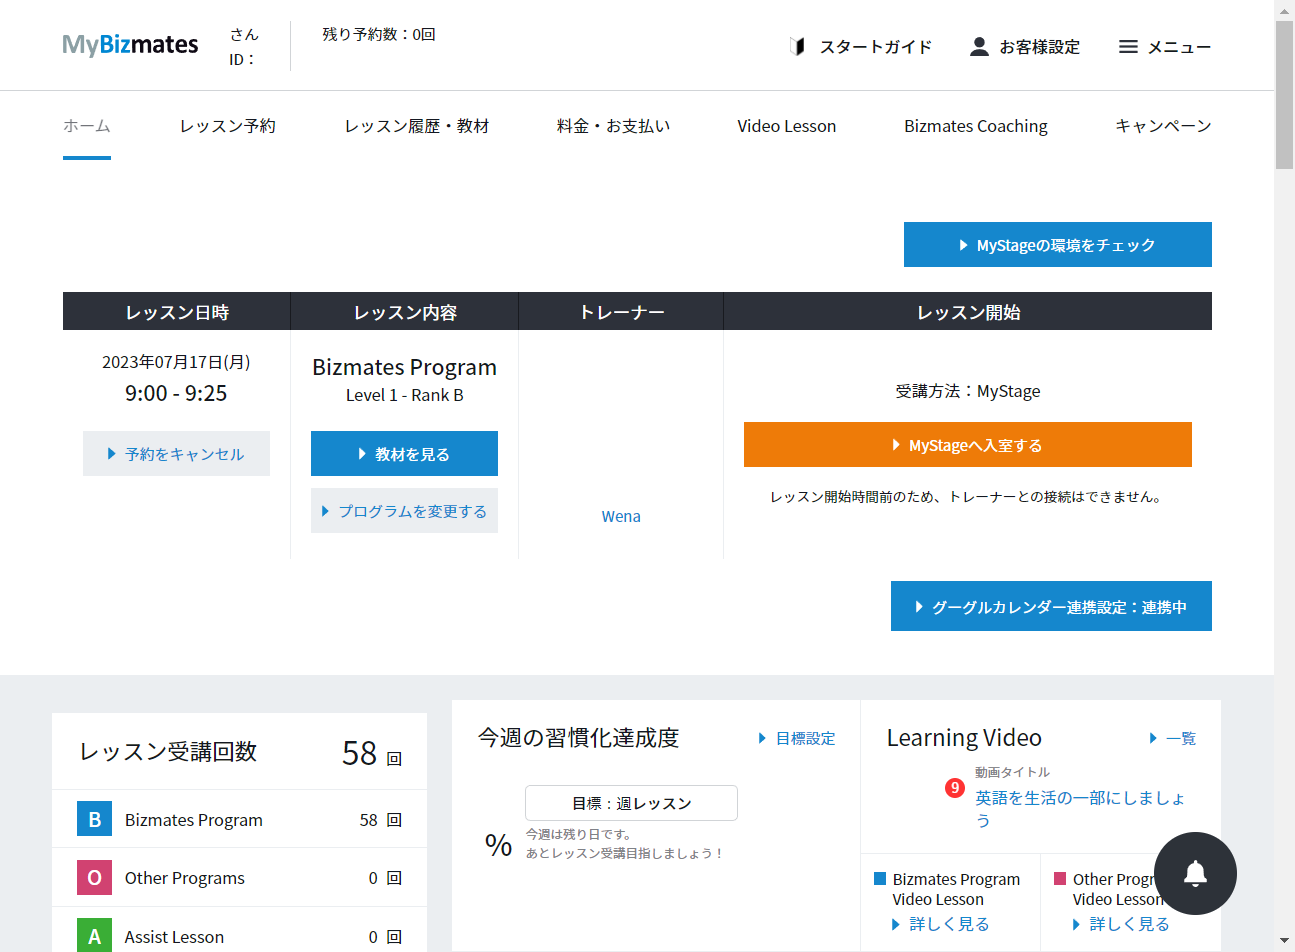 MyBizmates
さん
ID：
残り予約数：0回
スタートガイド
お客様設定
メニュー
ホーム
レッスン予約
レッスン履歴・教材
料金・お支払い
Video Lesson
Bizmates Coaching
キャンペーン
MyStageの環境をチェック
レッスン日時
レッスン内容
トレーナー
レッスン開始
2023年07月17日(月)
9:00 - 9:25
予約をキャンセル
Bizmates Program
Level 1 - Rank B
教材を見る
プログラムを変更する
Wena
受講方法：MyStage
MyStageへ入室する
レッスン開始時間前のため、トレーナーとの接続はできません。
グーグルカレンダー連携設定：連携中
レッスン受講回数
58 回
B Bizmates Program 58 回
O Other Programs 0 回
A Assist Lesson 0 回
今週の習慣化達成度
目標設定
目標：週レッスン
%
今週は残り日です。
あとレッスン受講目指しましょう！
Learning Video
一覧
動画タイトル
9
英語を生活の一部にしましょ
う
Bizmates Program
Video Lesson
詳しく見る
Other Progr
Video Lesson
詳しく見る